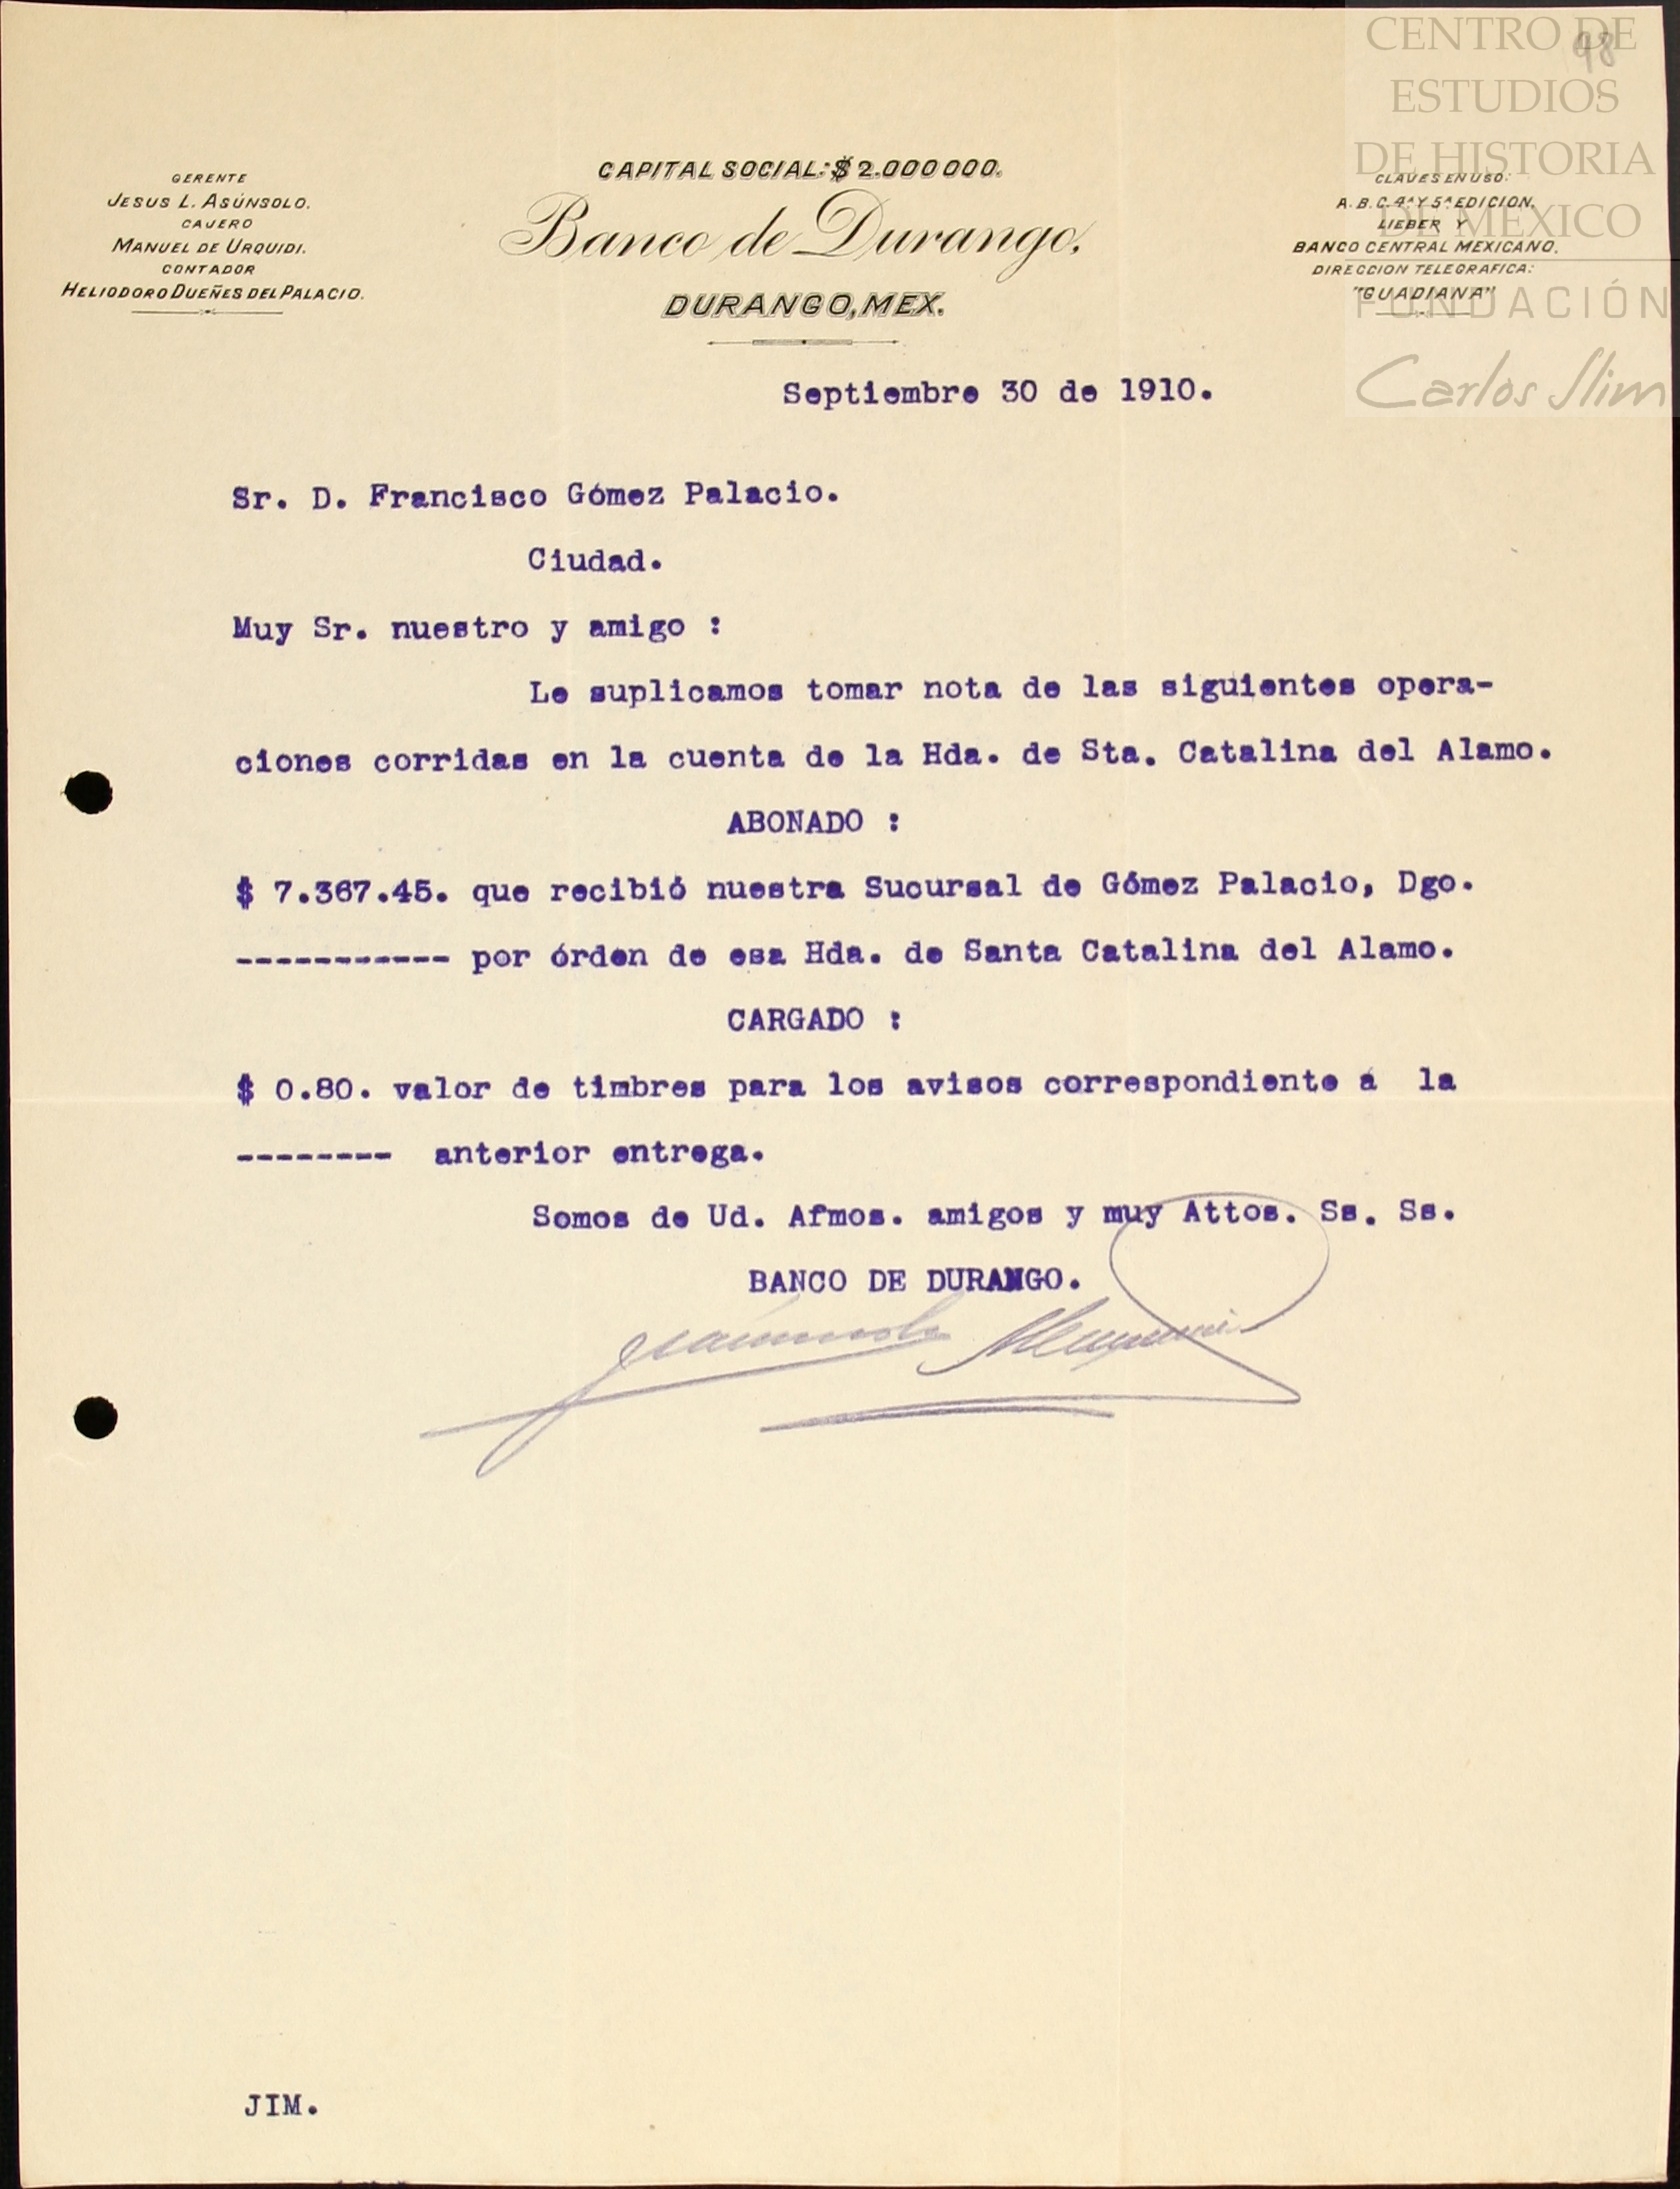 CENTRO DE
ESTUDIOS
DE HISTORIA
DE MÉXICO
FUNDACIÓN
Carlos Slim
98
GERENTE
JESUS L. ASÚNSOLO.
CAJERO
MANUEL DE URQUIDI.
CONTADOR
HELIODORO DUEÑES DEL PALACIO.
CAPITAL SOCIAL: $ 2.000000.
Banco de Durango.
DURANGO, MEX.
CLAVES EN USO:
A. B. C. 4ª Y 5ª EDICION.
LIEBER Y
BANCO CENTRAL MEXICANO.
DIRECCION TELEGRAFICA:
"GUADIANA"
Septiembre 30 de 1910.
Sr. D. Francisco Gómez Palacio.
Ciudad.
Muy Sr. nuestro y amigo :
Le suplicamos tomar nota de las siguientes opera-
ciones corridas en la cuenta de la Hda. de Sta. Catalina del Alamo.
ABONADO :
$ 7.367.45. que recibió nuestra Sucursal de Gómez Palacio, Dgo.
----------- por órden de esa Hda. de Santa Catalina del Alamo.
CARGADO :
$ 0.80. valor de timbres para los avisos correspondiente á la
-------- anterior entrega.
Somos de Ud. Afmos. amigos y muy Attos. Ss. Ss.
BANCO DE DURANGO.
JIM.